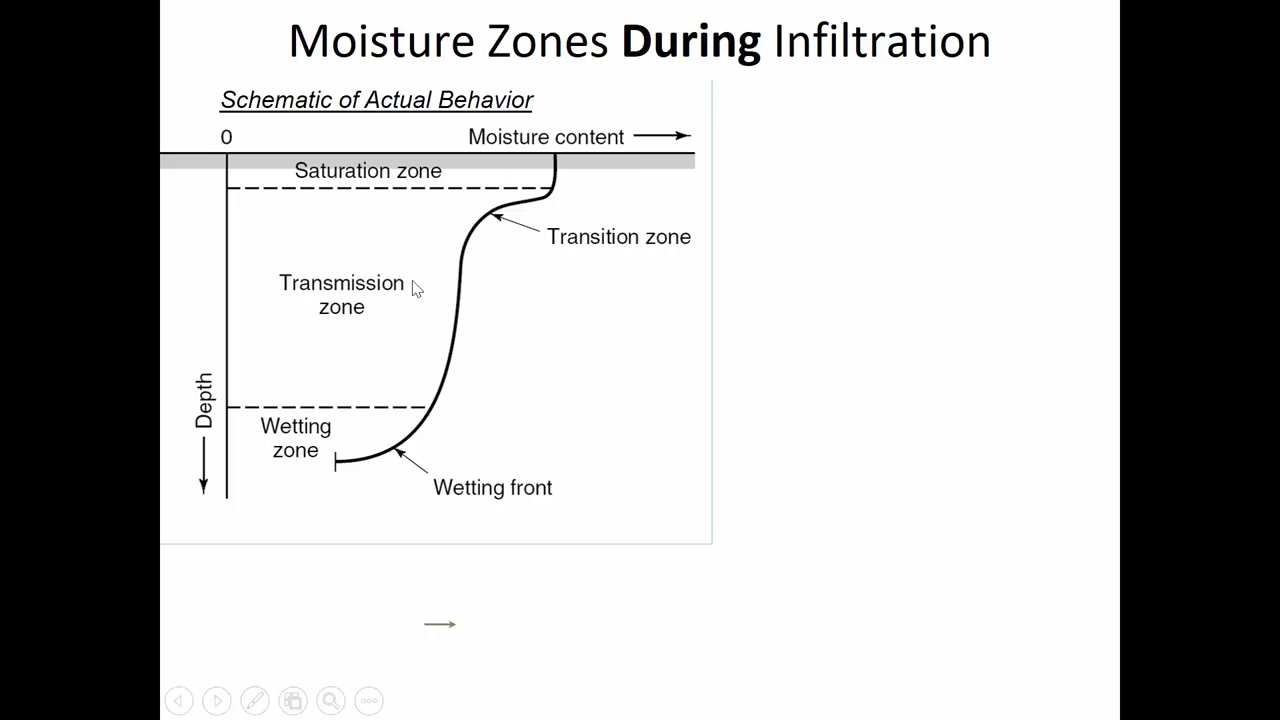 Moisture Zones During Infiltration
Schematic of Actual Behavior
0
Moisture content
Saturation zone
Transition zone
Transmission
zone
Depth
Wetting
zone
Wetting front